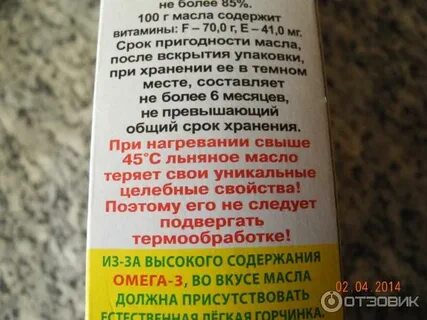 не более 85%.
100 г масла содержит
витамины: F – 70,0 г, Е – 41,0 мг.
Срок пригодности масла,
после вскрытия упаковки,
при хранении ее в темном
месте, составляет
не более 6 месяцев,
не превышающий
общий срок хранения.
При нагревании свыше
45°С льняное масло
теряет свои уникальные
целебные свойства!
Поэтому его не следует
подвергать
термообработке!
ИЗ-ЗА ВЫСОКОГО СОДЕРЖАНИЯ
ОМЕГА-3, ВО ВКУСЕ МАСЛА
ДОЛЖНА ПРИСУТСТВОВАТЬ
ЕСТЕСТВЕННАЯ ЛЁГКАЯ ГОРЧИНКА.
02.04.2014
ОТЗОВИК